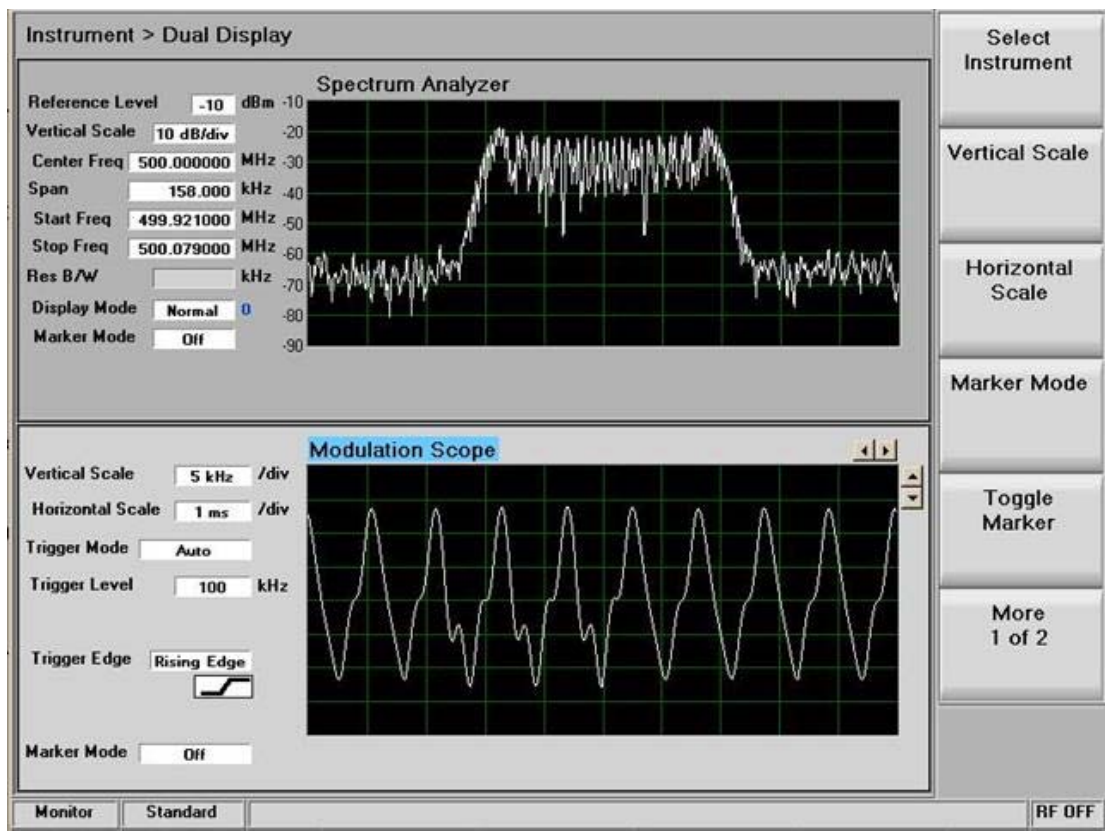 Instrument > Dual Display
Spectrum Analyzer
Reference Level -10 dBm
Vertical Scale 10 dB/div
Center Freq 500.000000 MHz
Span 158.000 kHz
Start Freq 499.921000 MHz
Stop Freq 500.079000 MHz
Res B/W kHz
Display Mode Normal 0
Marker Mode Off
-10
-20
-30
-40
-50
-60
-70
-80
-90
Modulation Scope
Vertical Scale 5 kHz /div
Horizontal Scale 1 ms /div
Trigger Mode Auto
Trigger Level 100 kHz
Trigger Edge Rising Edge
Marker Mode Off
Select
Instrument
Vertical Scale
Horizontal
Scale
Marker Mode
Toggle
Marker
More
1 of 2
Monitor Standard RF OFF